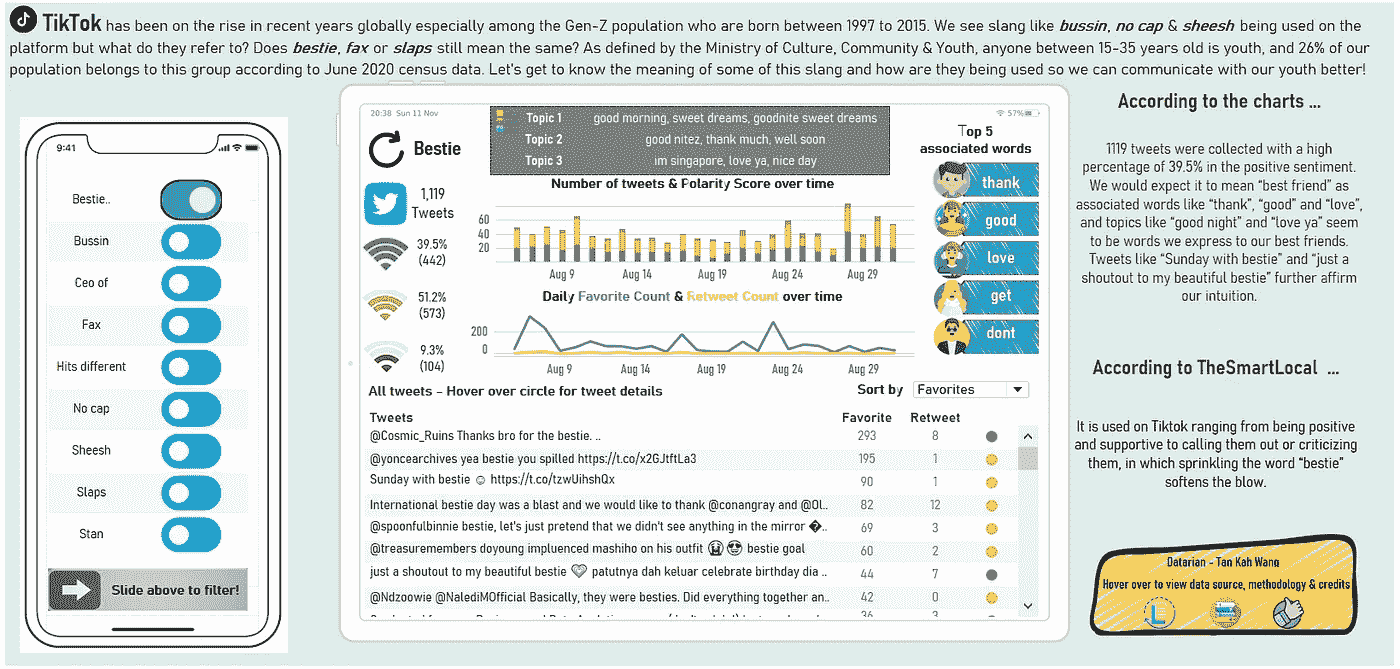 TikTok has been on the rise in recent years globally especially among the Gen-Z population who are born between 1997 to 2015. We see slang like bussin, no cap & sheesh being used on the
platform but what do they refer to? Does bestie, fax or slaps still mean the same? As defined by the Ministry of Culture, Community & Youth, anyone between 15-35 years old is youth, and 26% of our
population belongs to this group according to June 2020 census data. Let's get to know the meaning of some of this slang and how are they being used so we can communicate with our youth better!
9:41
Bestie..
Bussin
Ceo of
Fax
Hits different
No cap
Sheesh
Slaps
Stan
Slide above to filter!
20:38 Sun 11 Nov
57%
Bestie
Topic 1 good morning, sweet dreams, goodnite sweet dreams
Topic 2 good nitez, thank much, well soon
Topic 3 im singapore, love ya, nice day
1,119
Tweets
39.5%
(442)
51.2%
(573)
9.3%
(104)
Number of tweets & Polarity Score over time
60
40
20
Aug 9 Aug 14 Aug 19 Aug 24 Aug 29
Daily Favorite Count & Retweet Count over time
200
0
Aug 9 Aug 14 Aug 19 Aug 24 Aug 29
Top 5
associated words
thank
good
love
get
dont
All tweets - Hover over circle for tweet details
Sort by Favorites
Tweets Favorite Retweet
@Cosmic_Ruins Thanks bro for the bestie. .. 293 8
@yoncearchives yea bestie you spilled https://t.co/x2GJtftLa3 195 1
Sunday with bestie ☺ https://t.co/tzwUihshQx 90 1
International bestie day was a blast and we would like to thank @conangray and @Ol.. 82 12
@spoonfulbinnie bestie, let's just pretend that we didn't see anything in the mirror �.. 69 3
@treasuremembers doyoung impluenced mashiho on his outfit 😭 😍 bestie goal 60 2
just a shoutout to my beautiful bestie 💖 patutnya dah keluar celebrate birthday dia .. 44 7
@Ndzoowie @NalediMOfficial Basically, they were besties. Did everything together an.. 42 0
According to the charts ...
1119 tweets were collected with a high
percentage of 39.5% in the positive sentiment.
We would expect it to mean “best friend” as
associated words like “thank”, “good” and “love”,
and topics like “good night” and “love ya” seem
to be words we express to our best friends.
Tweets like “Sunday with bestie” and “just a
shoutout to my beautiful bestie” further affirm
our intuition.
According to TheSmartLocal ...
It is used on Tiktok ranging from being positive
and supportive to calling them out or criticizing
them, in which sprinkling the word “bestie”
softens the blow.
Datarian - Tan Kah Wang
Hover over to view data source, methodology & credits